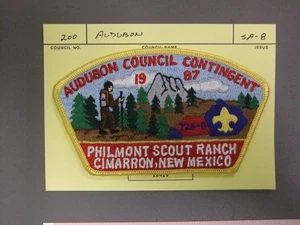 200 AUDUBON JA-8
COUNCIL NO. COUNCIL NAME ISSUE
AUDUBON COUNCIL CONTINGENT
19 87
PHILMONT SCOUT RANCH
CIMARRON, NEW MEXICO